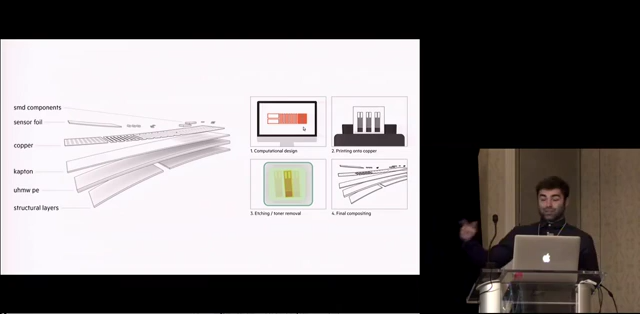 smd components
sensor foil
copper
kapton
uhmw pe
structural layers
1. Computational design
2. Printing onto copper
3. Etching / toner removal
4. Final compositing